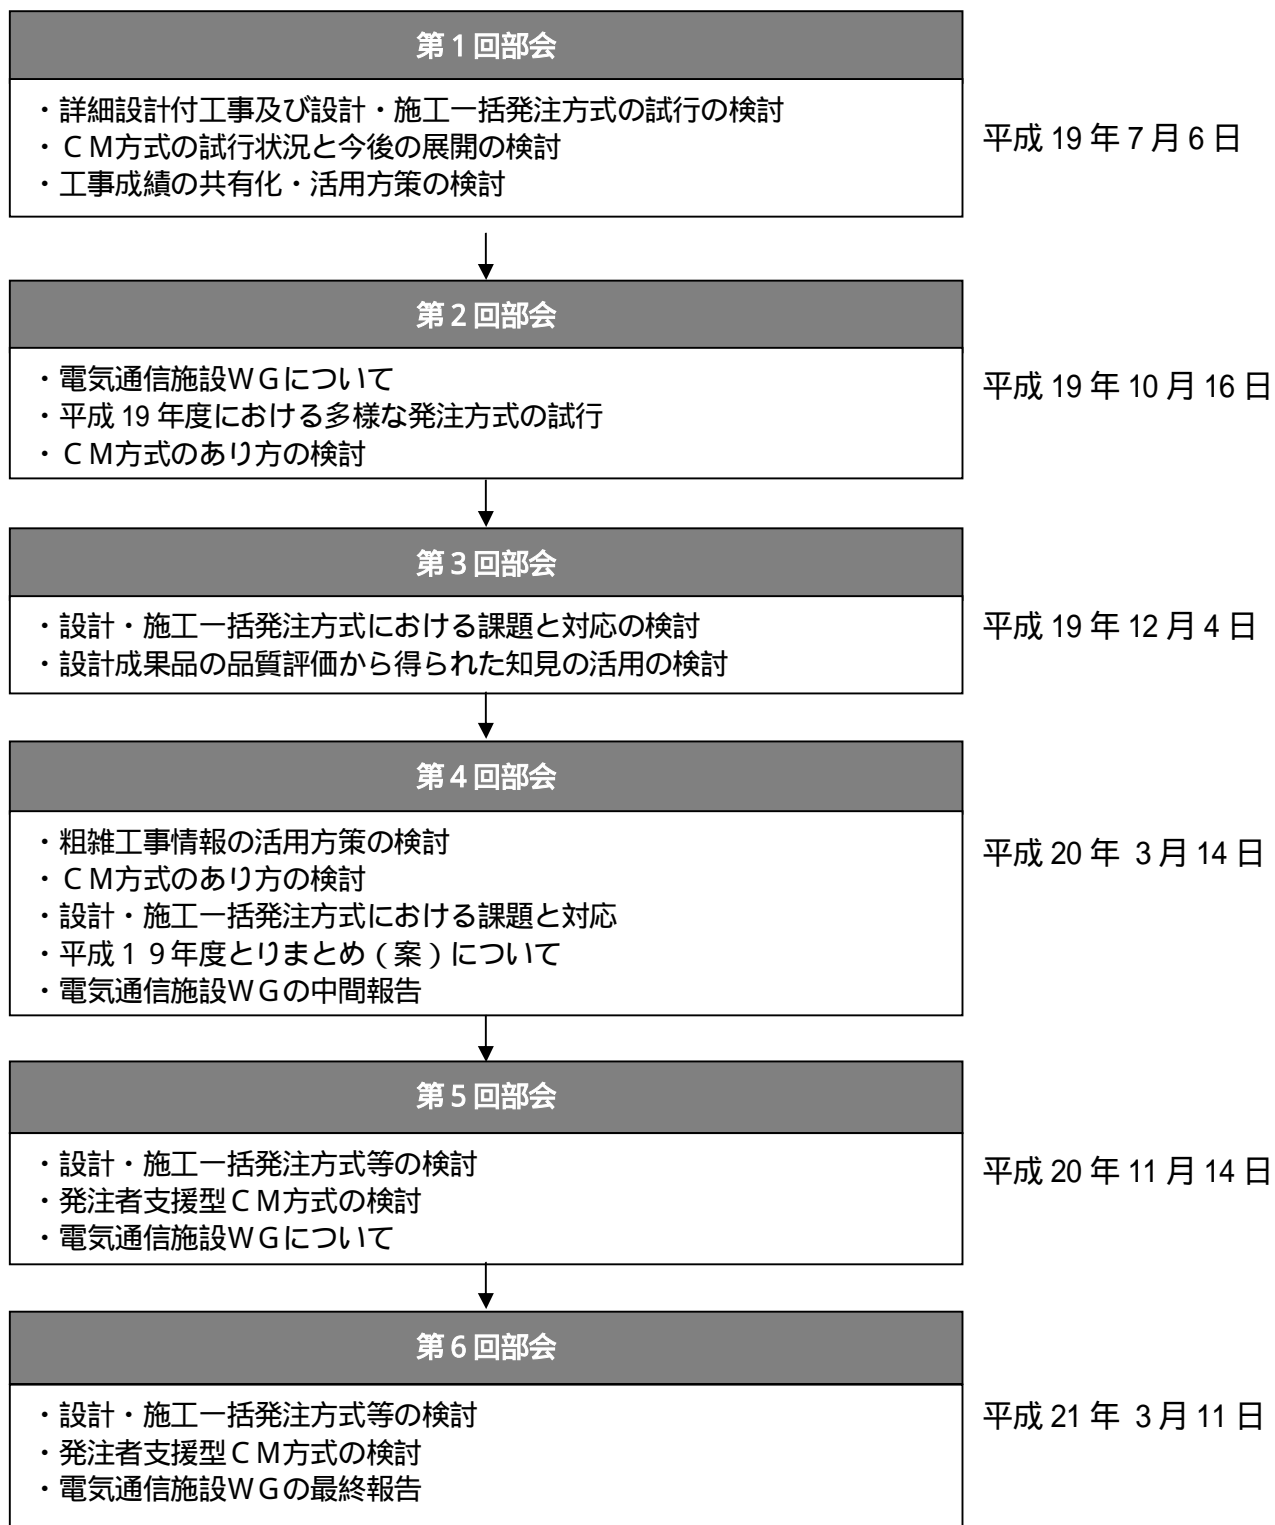 第１回部会
・詳細設計付工事及び設計・施工一括発注方式の試行の検討
・ＣＭ方式の試行状況と今後の展開の検討
・工事成績の共有化・活用方策の検討
平成 19 年 7 月 6 日
第２回部会
・電気通信施設ＷＧについて
・平成 19 年度における多様な発注方式の試行
・ＣＭ方式のあり方の検討
平成 19 年 10 月 16 日
第３回部会
・設計・施工一括発注方式における課題と対応の検討
・設計成果品の品質評価から得られた知見の活用の検討
平成 19 年 12 月 4 日
第４回部会
・粗雑工事情報の活用方策の検討
・ＣＭ方式のあり方の検討
・設計・施工一括発注方式における課題と対応
・平成１９年度とりまとめ（案）について
・電気通信施設ＷＧの中間報告
平成 20 年 3 月 14 日
第５回部会
・設計・施工一括発注方式等の検討
・発注者支援型ＣＭ方式の検討
・電気通信施設ＷＧについて
平成 20 年 11 月 14 日
第６回部会
・設計・施工一括発注方式等の検討
・発注者支援型ＣＭ方式の検討
・電気通信施設ＷＧの最終報告
平成 21 年 3 月 11 日